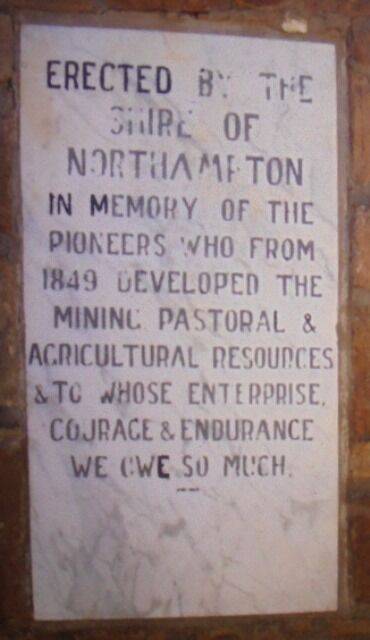 ERECTED BY THE
SHIRE OF
NORTHAMPTON
IN MEMORY OF THE
PIONEERS WHO FROM
1849 DEVELOPED THE
MINING PASTORAL &
AGRICULTURAL RESOURCES
& TO WHOSE ENTERPRISE,
COURAGE & ENDURANCE
WE OWE SO MUCH.